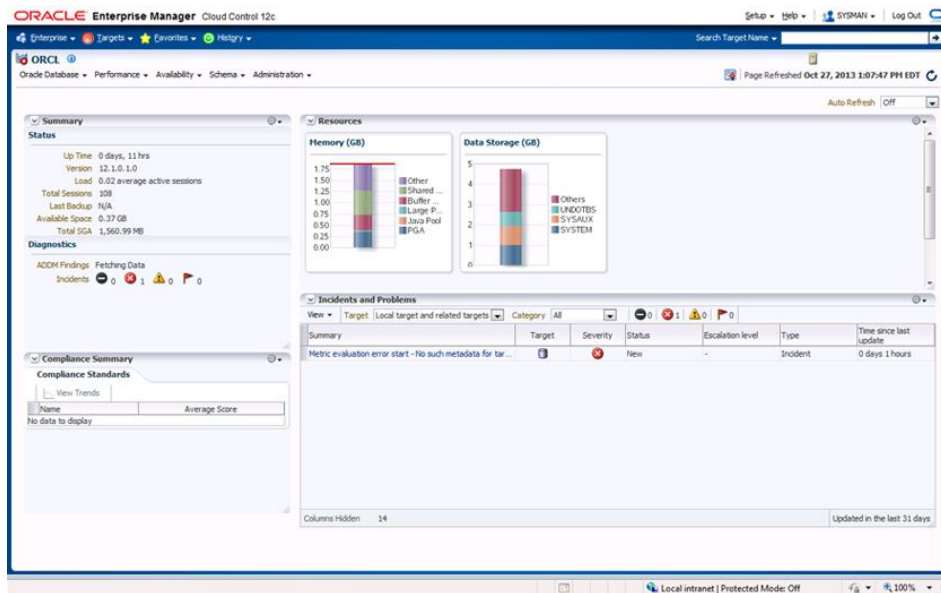 ORACLE Enterprise Manager Cloud Control 12c
Setup Help SYSMAN Log Out
Enterprise Targets Favorites History
Search Target Name
ORCL
Oracle Database Performance Availability Schema Administration
Page Refreshed Oct 27, 2013 1:07:47 PM EDT
Auto Refresh Off
Summary
Status
Up Time 0 days, 11 hrs
Version 12.1.0.1.0
Load 0.02 average active sessions
Total Sessions 108
Last Backup N/A
Available Space 0.37 GB
Total SGA 1,560.99 MB
Diagnostics
ADDM Findings Fetching Data
Incidents 0 1 0 0
Compliance Summary
Compliance Standards
View Trends
Name Average Score
No data to display
Resources
Memory (GB)
1.75
1.50
1.25
1.00
0.75
0.50
0.25
0.00
Other
Shared ...
Buffer ...
Large P...
Java Pool
PGA
Data Storage (GB)
5
4
3
2
1
0
Others
UNDOTBS
SYSAUX
SYSTEM
Incidents and Problems
View Target Local target and related targets Category All 0 1 0 0
Summary Target Severity Status Escalation level Type Time since last update
Metric evaluation error start - No such metadata for tar... New - Incident 0 days 1 hours
Columns Hidden 14
Updated in the last 31 days
Local intranet | Protected Mode: Off
100%